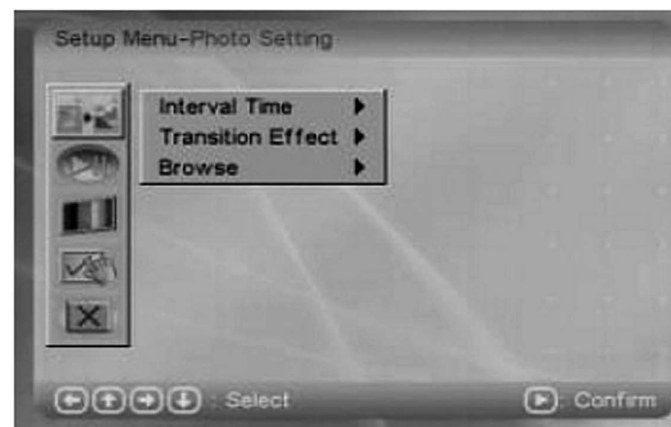 Setup Menu-Photo Setting
Interval Time
Transition Effect
Browse
: Select
: Confirm